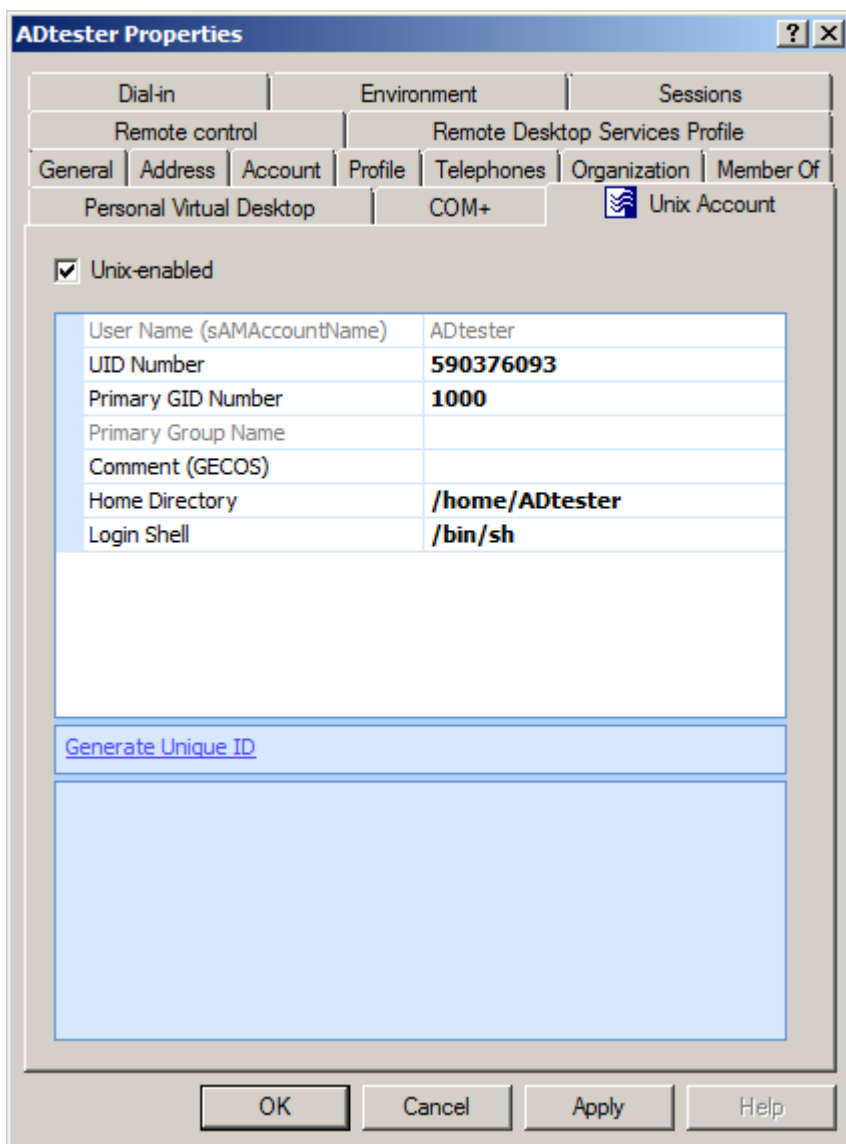 ADtester Properties
Dial-in Environment Sessions
Remote control Remote Desktop Services Profile
General Address Account Profile Telephones Organization Member Of
Personal Virtual Desktop COM+ Unix Account
Unix-enabled
User Name (sAMAccountName) ADtester
UID Number 590376093
Primary GID Number 1000
Primary Group Name
Comment (GECOS)
Home Directory /home/ADtester
Login Shell /bin/sh
Generate Unique ID
OK Cancel Apply Help